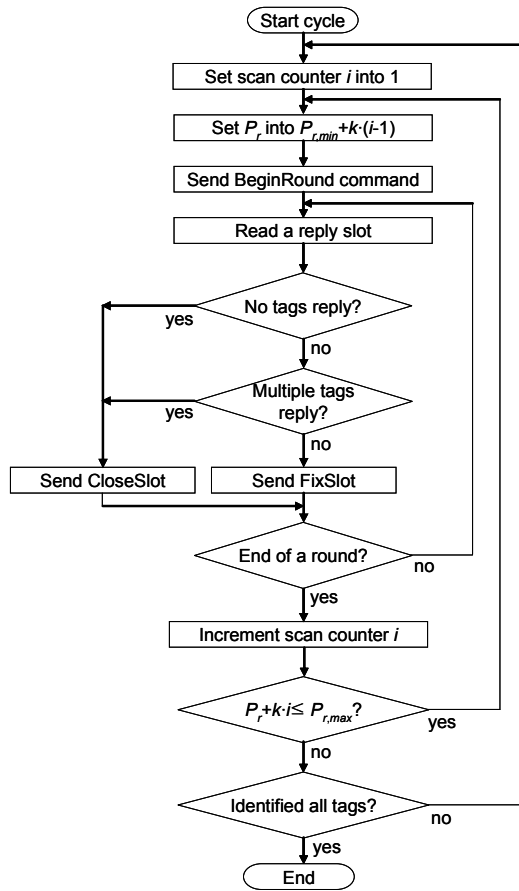 Start cycle
Set scan counter i into 1
Set Pr into Pr,min+k·(i-1)
Send BeginRound command
Read a reply slot
No tags reply?
yes
no
Multiple tags
reply?
yes
no
Send CloseSlot
Send FixSlot
End of a round?
no
yes
Increment scan counter i
Pr+k·i≤ Pr,max?
yes
no
Identified all tags?
no
yes
End